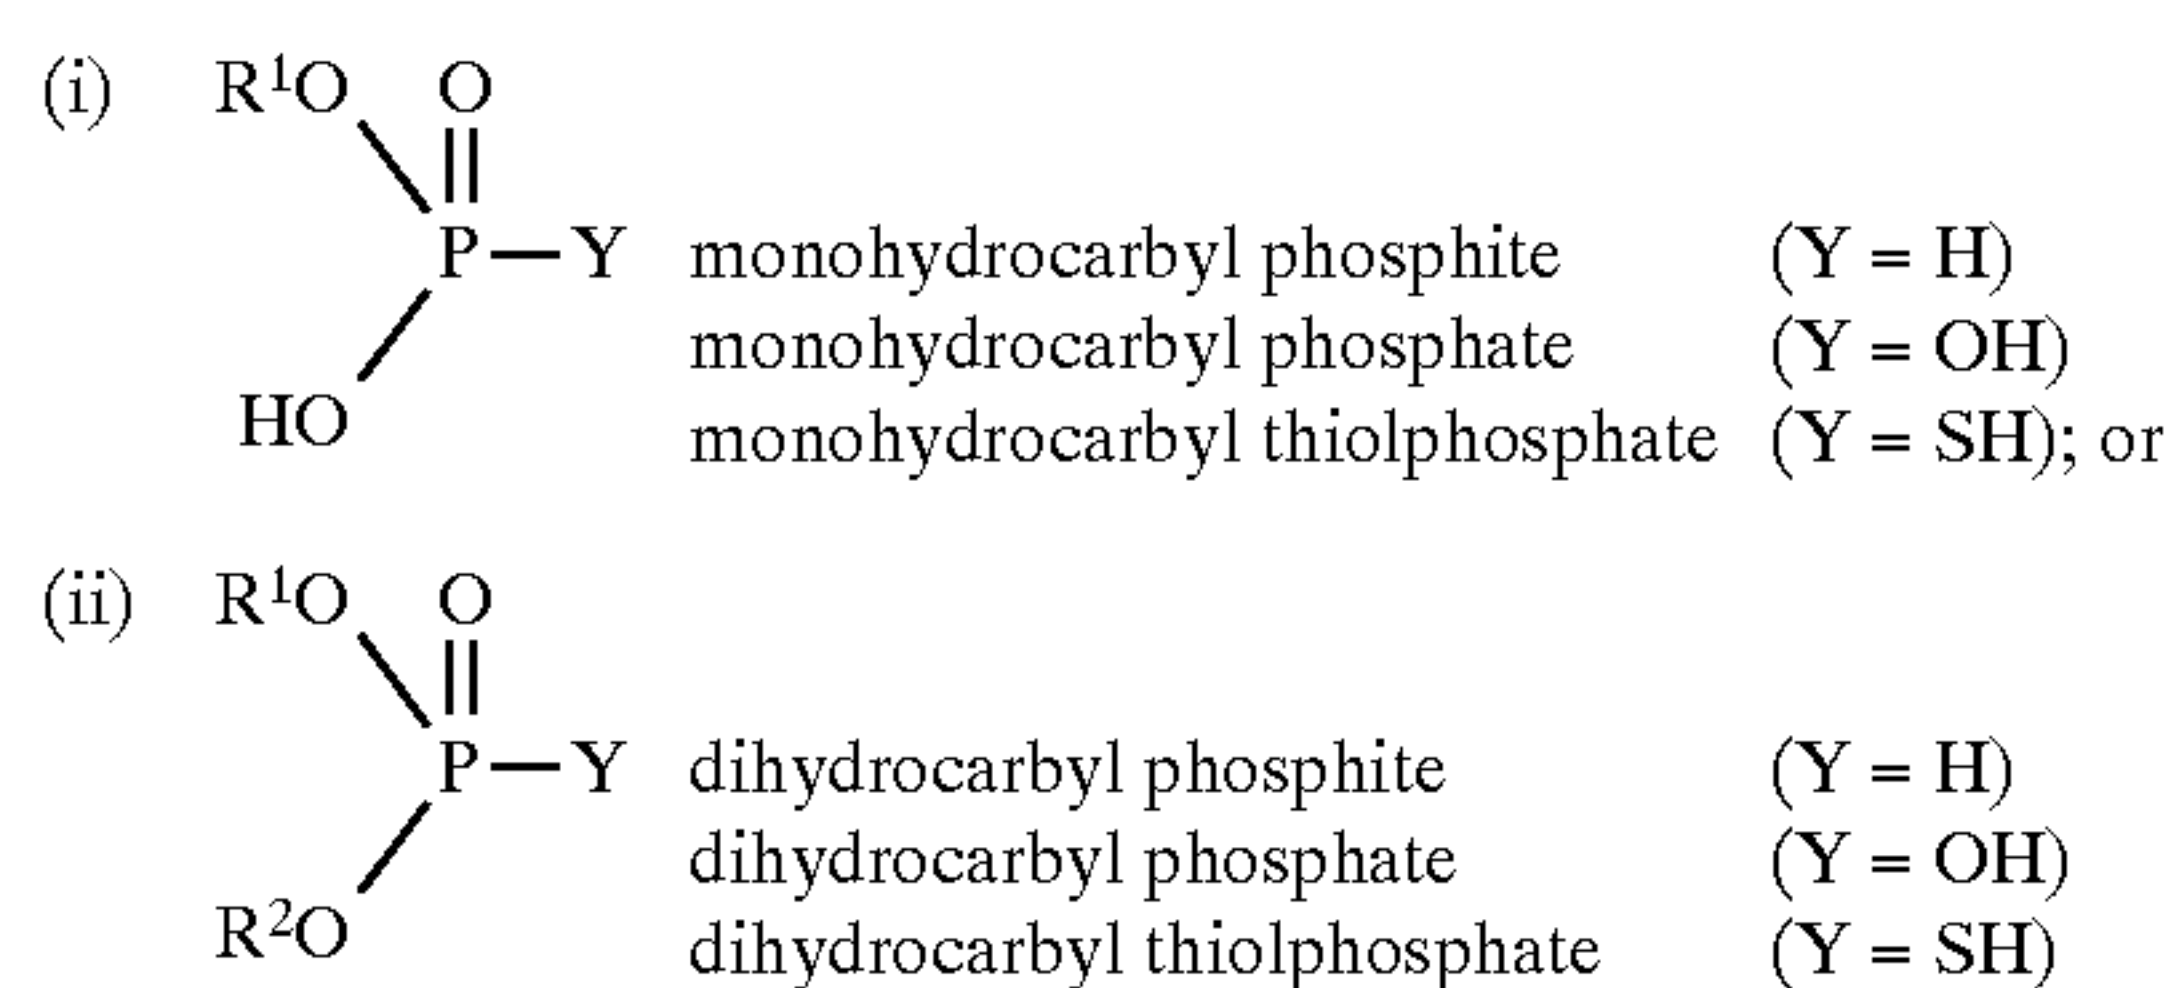 (i) R¹O O
P—Y monohydrocarbyl phosphite (Y = H)
monohydrocarbyl phosphate (Y = OH)
HO monohydrocarbyl thiolphosphate (Y = SH); or
(ii) R¹O O
P—Y dihydrocarbyl phosphite (Y = H)
dihydrocarbyl phosphate (Y = OH)
R²O dihydrocarbyl thiolphosphate (Y = SH)